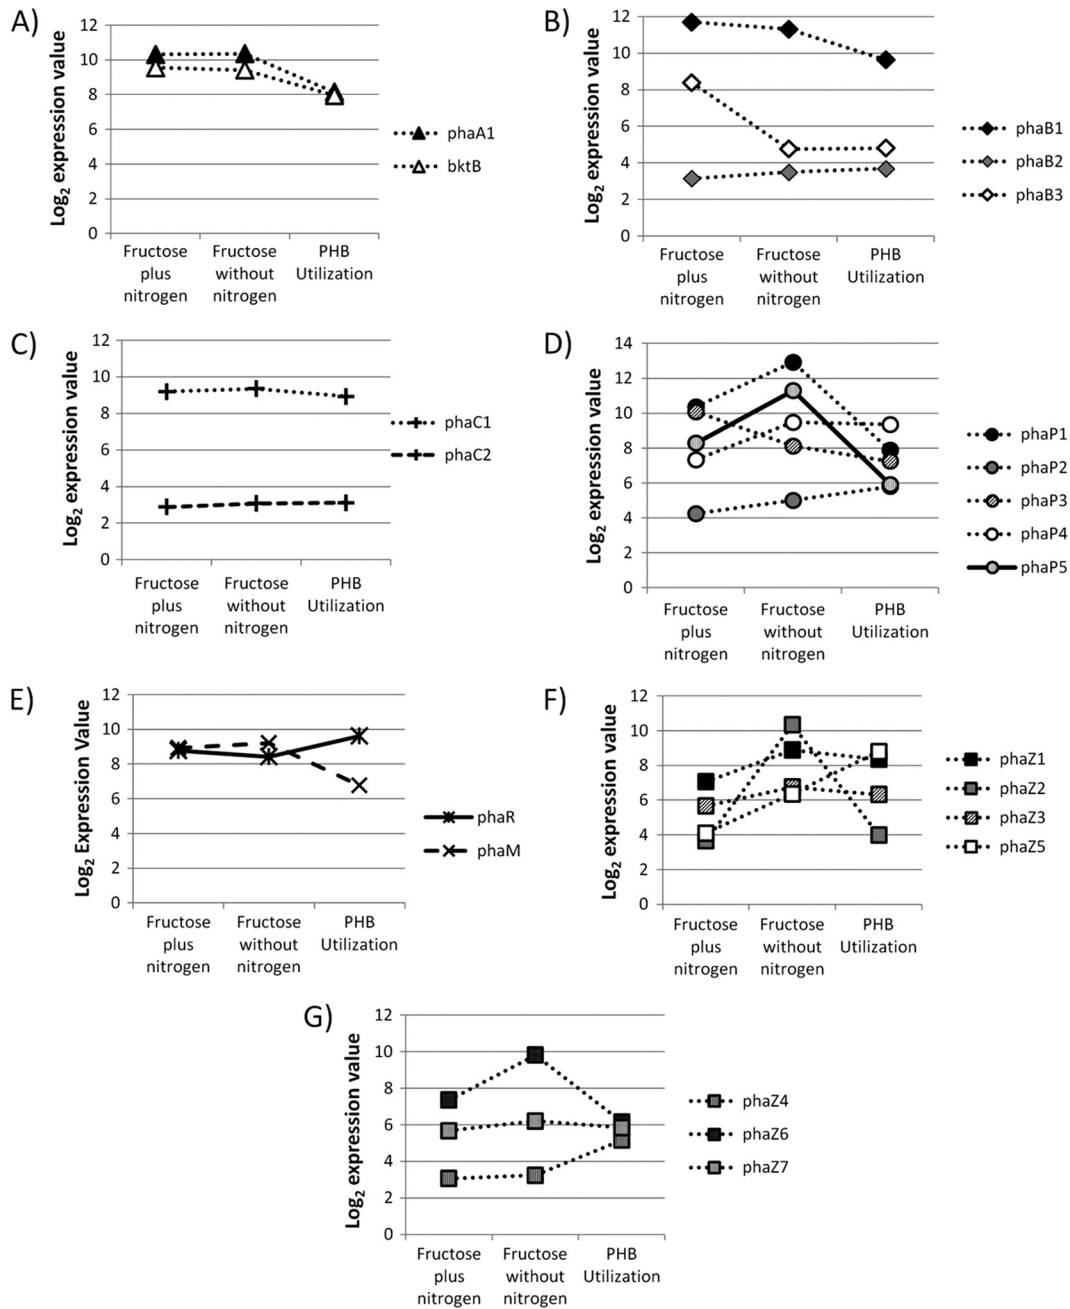 A)
Log2 expression value
12
10
8
6
4
2
0
Fructose plus nitrogen
Fructose without nitrogen
PHB Utilization
phaA1
bktB
B)
Log2 expression value
12
10
8
6
4
2
0
Fructose plus nitrogen
Fructose without nitrogen
PHB Utilization
phaB1
phaB2
phaB3
C)
Log2 expression value
12
10
8
6
4
2
0
Fructose plus nitrogen
Fructose without nitrogen
PHB Utilization
phaC1
phaC2
D)
Log2 expression value
14
12
10
8
6
4
2
0
Fructose plus nitrogen
Fructose without nitrogen
PHB Utilization
phaP1
phaP2
phaP3
phaP4
phaP5
E)
Log2 Expression Value
12
10
8
6
4
2
0
Fructose plus nitrogen
Fructose without nitrogen
PHB Utilization
phaR
phaM
F)
Log2 expression value
12
10
8
6
4
2
0
Fructose plus nitrogen
Fructose without nitrogen
PHB Utilization
phaZ1
phaZ2
phaZ3
phaZ5
G)
Log2 expression value
12
10
8
6
4
2
0
Fructose plus nitrogen
Fructose without nitrogen
PHB Utilization
phaZ4
phaZ6
phaZ7